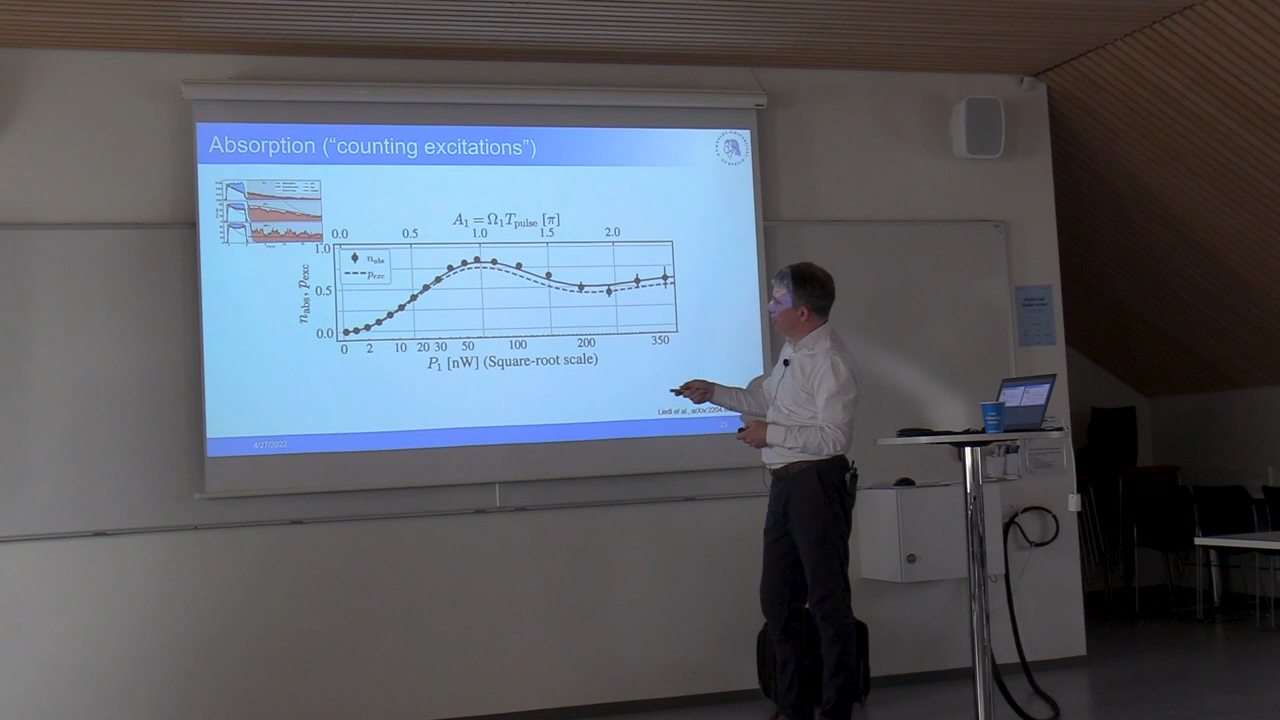 Absorption ("counting excitations")
A₁ = Ω₁T_pulse [π]
0.0 0.5 1.0 1.5 2.0
1.0
0.5
0.0
n_abs, p_exc
n_abs
p_exc
0 2 10 20 30 50 100 200 350
P₁ [nW] (Square-root scale)
Liedl et al., arXiv:2204.
4/27/2022
23